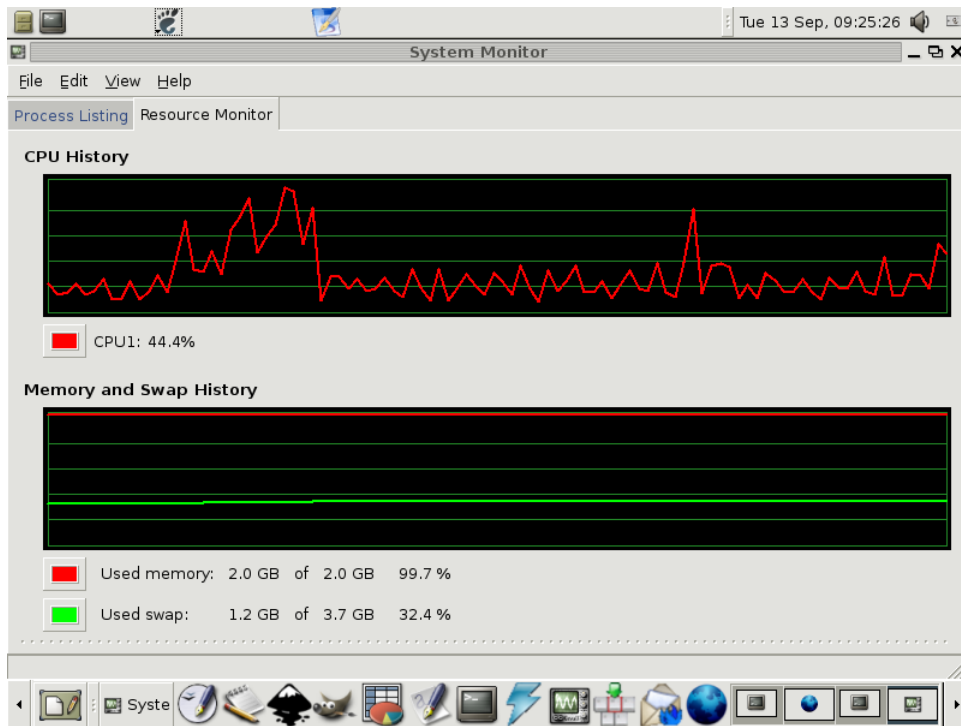 Tue 13 Sep, 09:25:26
System Monitor
File Edit View Help
Process Listing Resource Monitor
CPU History
CPU1: 44.4%
Memory and Swap History
Used memory: 2.0 GB of 2.0 GB 99.7 %
Used swap: 1.2 GB of 3.7 GB 32.4 %
Syste